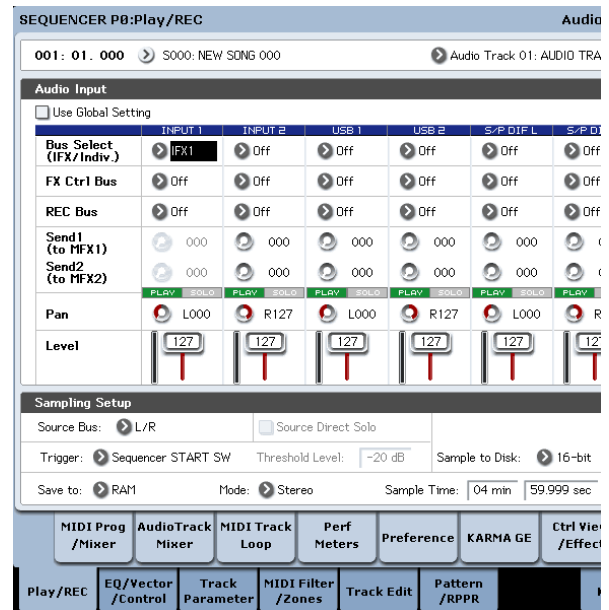 SEQUENCER P0:Play/REC Audio
001: 01. 000 S000: NEW SONG 000 Audio Track 01: AUDIO TRA
Audio Input
Use Global Setting
INPUT 1 INPUT 2 USB 1 USB 2 S/P DIF L S/P DI
Bus Select
(IFX/Indiv.) IFX1 Off Off Off Off Off
FX Ctrl Bus Off Off Off Off Off Off
REC Bus Off Off Off Off Off Off
Send1
(to MFX1) 000 000 000 000 000
Send2
(to MFX2) 000 000 000 000 000
PLAY SOLO PLAY SOLO PLAY SOLO PLAY SOLO PLAY SOLO PLAY
Pan L000 R127 L000 R127 L000 R
Level 127 127 127 127 127 127
Sampling Setup
Source Bus: L/R Source Direct Solo
Trigger: Sequencer START SW Threshold Level: -20 dB Sample to Disk: 16-bit
Save to: RAM Mode: Stereo Sample Time: 04 min 59.999 sec
MIDI Prog
/Mixer AudioTrack
Mixer MIDI Track
Loop Perf
Meters Preference KARMA GE Ctrl View
/Effec
Play/REC EQ/Vector
/Control Track
Parameter MIDI Filter
/Zones Track Edit Pattern
/RPPR